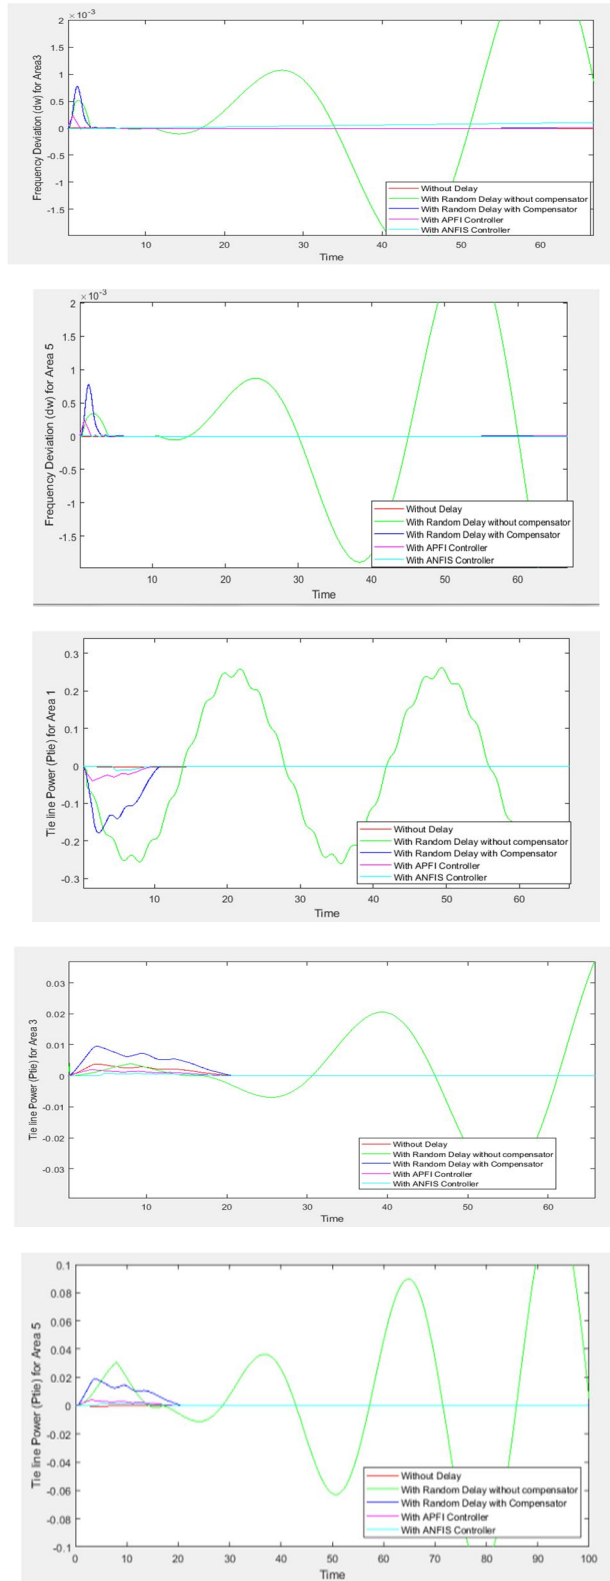 ×10-3
Frequency Deviation (dw) for Area3
2
1.5
1
0.5
0
-0.5
-1
-1.5
Without Delay
With Random Delay without compensator
With Random Delay with Compensator
With APFI Controller
With ANFIS Controller
10 20 30 40 50 60
Time
×10-3
Frequency Deviation (dw) for Area 5
2
1.5
1
0.5
0
-0.5
-1
-1.5
Without Delay
With Random Delay without compensator
With Random Delay with Compensator
With APFI Controller
With ANFIS Controller
10 20 30 40 50 60
Time
Tie line Power (Ptie) for Area 1
0.3
0.2
0.1
0
-0.1
-0.2
-0.3
Without Delay
With Random Delay without compensator
With Random Delay with Compensator
With APFI Controller
With ANFIS Controller
10 20 30 40 50 60
Time
Tie line Power (Ptie) for Area 3
0.03
0.02
0.01
0
-0.01
-0.02
-0.03
Without Delay
With Random Delay without compensator
With Random Delay with Compensator
With APFI Controller
With ANFIS Controller
10 20 30 40 50 60
Time
Tie line Power (Ptie) for Area 5
0.1
0.08
0.06
0.04
0.02
0
-0.02
-0.04
-0.06
-0.08
-0.1
Without Delay
With Random Delay without compensator
With Random Delay with Compensator
With APFI Controller
With ANFIS Controller
0 10 20 30 40 50 60 70 80 90 100
Time